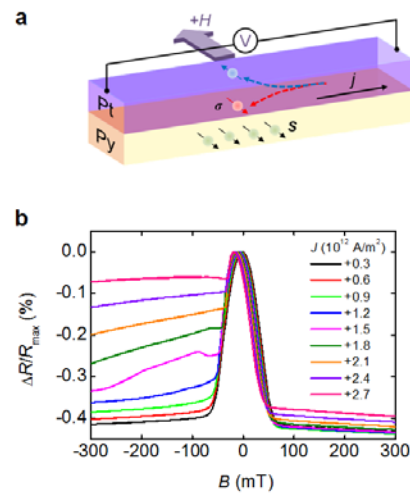 a
+H
V
Pt
j
σ
Py
S
b
ΔR/Rmax (%)
0.0
-0.1
-0.2
-0.3
-0.4
J (10¹² A/m²)
+0.3
+0.6
+0.9
+1.2
+1.5
+1.8
+2.1
+2.4
+2.7
-300 -200 -100 0 100 200 300
B (mT)